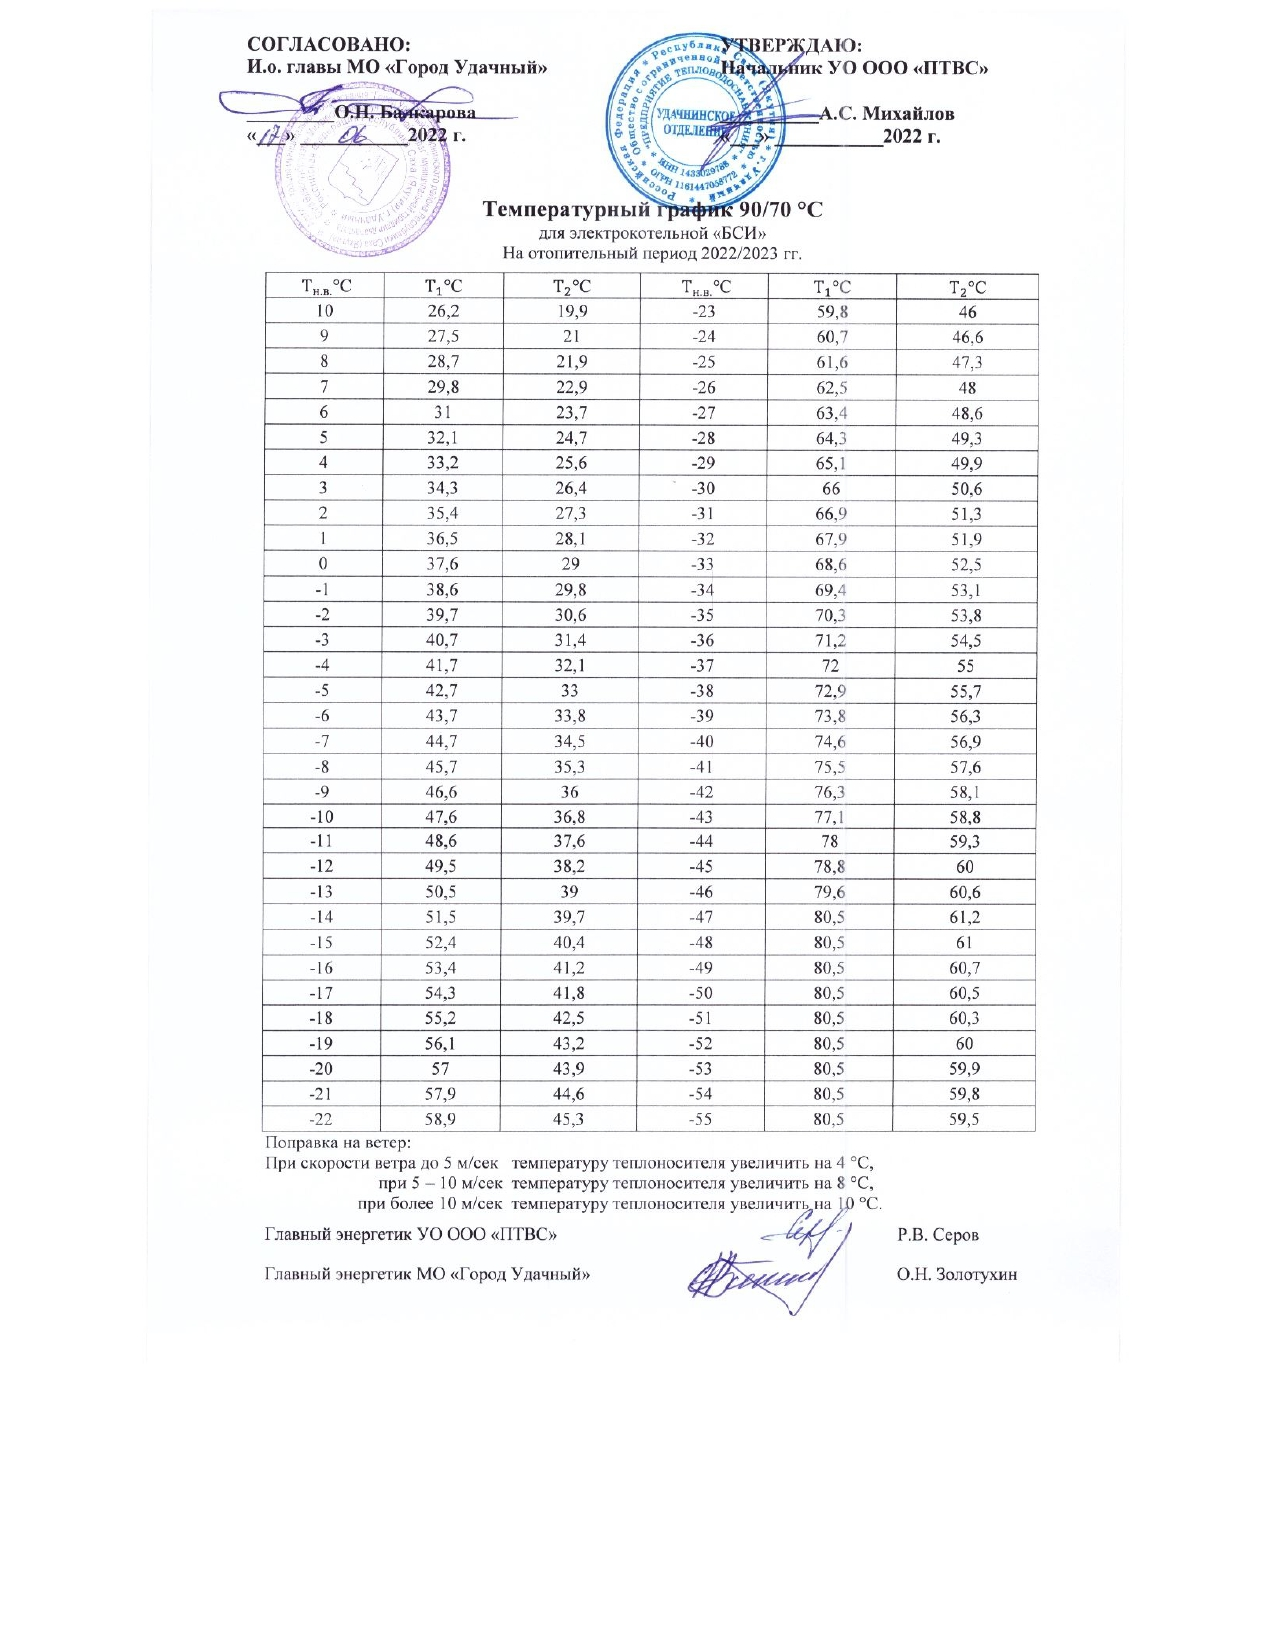 СОГЛАСОВАНО:
И.о. главы МО «Город Удачный»
О.П. Балкарова
«17» 06 2022 г.
УТВЕРЖДАЮ:
Начальник УО ООО «ПТВС»
А.С. Михайлов
« » 2022 г.
УДАЧНИНСКОЕ
ОТДЕЛЕНИЕ
Температурный график 90/70 °С
для электрокотельной «БСИ»
На отопительный период 2022/2023 гг.
Тн.в.°С Т1°С Т2°С Тн.в.°С Т1°С Т2°С
10 26,2 19,9 -23 59,8 46
9 27,5 21 -24 60,7 46,6
8 28,7 21,9 -25 61,6 47,3
7 29,8 22,9 -26 62,5 48
6 31 23,7 -27 63,4 48,6
5 32,1 24,7 -28 64,3 49,3
4 33,2 25,6 -29 65,1 49,9
3 34,3 26,4 -30 66 50,6
2 35,4 27,3 -31 66,9 51,3
1 36,5 28,1 -32 67,9 51,9
0 37,6 29 -33 68,6 52,5
-1 38,6 29,8 -34 69,4 53,1
-2 39,7 30,6 -35 70,3 53,8
-3 40,7 31,4 -36 71,2 54,5
-4 41,7 32,1 -37 72 55
-5 42,7 33 -38 72,9 55,7
-6 43,7 33,8 -39 73,8 56,3
-7 44,7 34,5 -40 74,6 56,9
-8 45,7 35,3 -41 75,5 57,6
-9 46,6 36 -42 76,3 58,1
-10 47,6 36,8 -43 77,1 58,8
-11 48,6 37,6 -44 78 59,3
-12 49,5 38,2 -45 78,8 60
-13 50,5 39 -46 79,6 60,6
-14 51,5 39,7 -47 80,5 61,2
-15 52,4 40,4 -48 80,5 61
-16 53,4 41,2 -49 80,5 60,7
-17 54,3 41,8 -50 80,5 60,5
-18 55,2 42,5 -51 80,5 60,3
-19 56,1 43,2 -52 80,5 60
-20 57 43,9 -53 80,5 59,9
-21 57,9 44,6 -54 80,5 59,8
-22 58,9 45,3 -55 80,5 59,5
Поправка на ветер:
При скорости ветра до 5 м/сек температуру теплоносителя увеличить на 4 °С,
при 5 – 10 м/сек температуру теплоносителя увеличить на 8 °С,
при более 10 м/сек температуру теплоносителя увеличить на 10 °С.
Главный энергетик УО ООО «ПТВС» Р.В. Серов
Главный энергетик МО «Город Удачный» О.Н. Золотухин